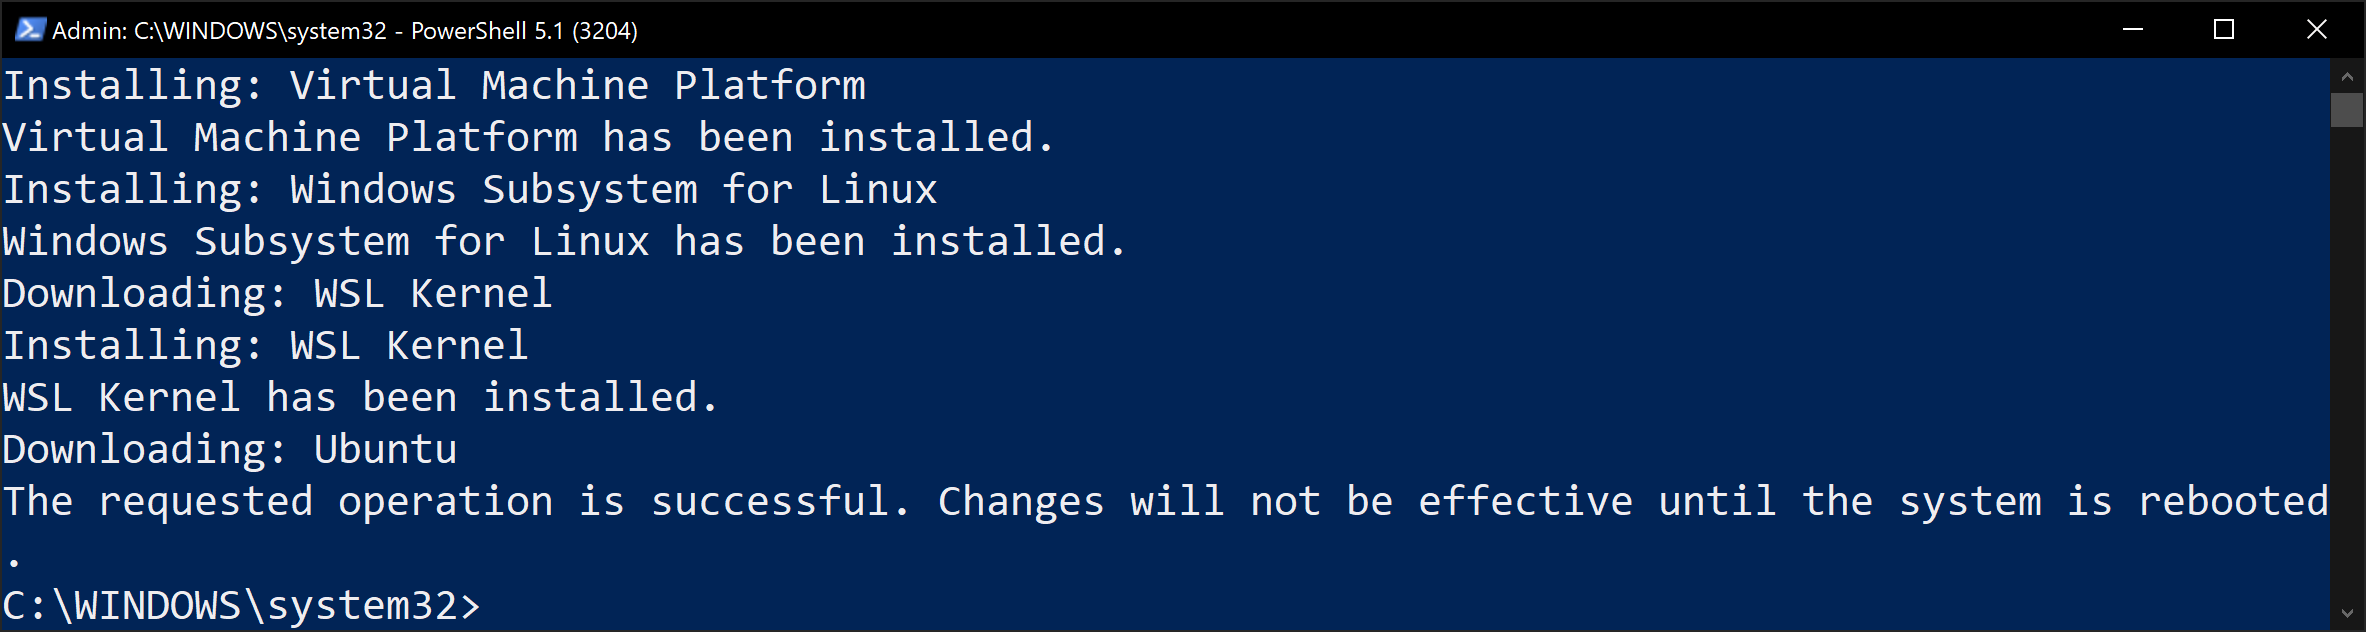 Admin: C:\WINDOWS\system32 - PowerShell 5.1 (3204)
Installing: Virtual Machine Platform
Virtual Machine Platform has been installed.
Installing: Windows Subsystem for Linux
Windows Subsystem for Linux has been installed.
Downloading: WSL Kernel
Installing: WSL Kernel
WSL Kernel has been installed.
Downloading: Ubuntu
The requested operation is successful. Changes will not be effective until the system is rebooted
.
C:\WINDOWS\system32>